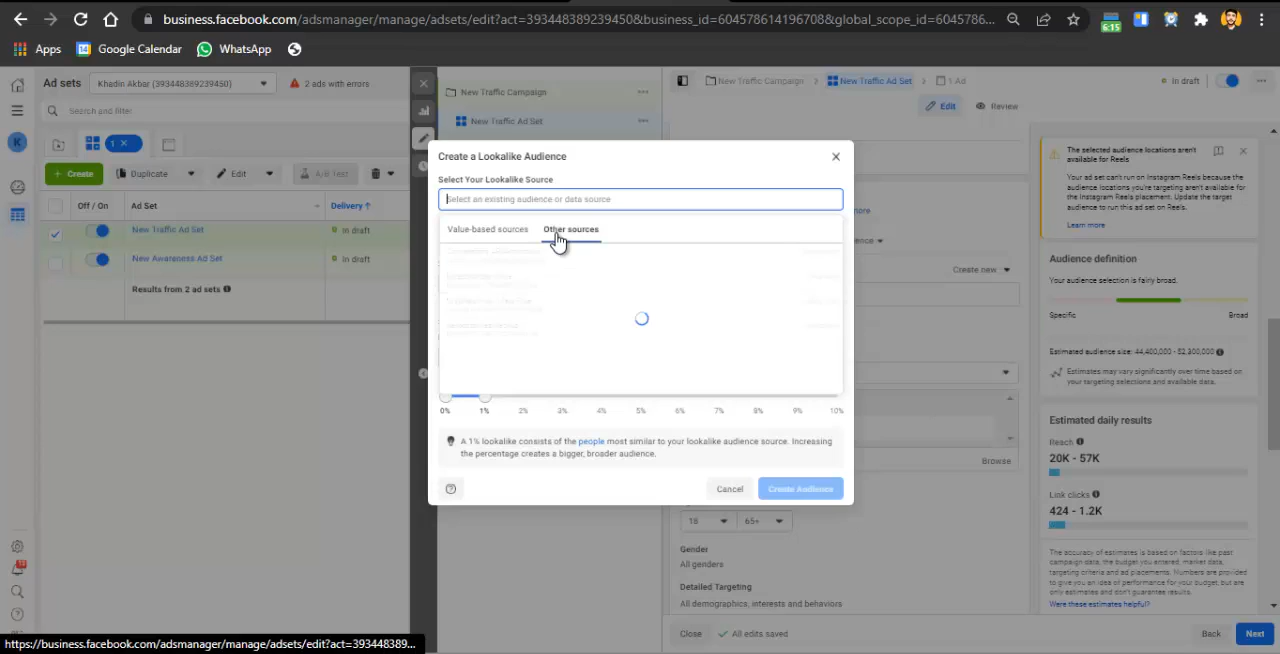 business.facebook.com/adsmanager/manage/adsets/edit?act=393448389239450&business_id=604578614196708&global_scope_id=6045786...
6:15
Apps
Google Calendar
WhatsApp
Ad sets
Khadin Akbar (393448389239450)
2 ads with errors
Search and filter
1 ×
+ Create
Duplicate
Edit
A/B Test
Off / On
Ad Set
Delivery ↑
New Traffic Ad Set
In draft
New Awareness Ad Set
In draft
Results from 2 ad sets
New Traffic Campaign
New Traffic Ad Set
New Traffic Campaign
New Traffic Ad Set
1 Ad
In draft
Edit
Review
Create a Lookalike Audience
Select Your Lookalike Source
Select an existing audience or data source
Value-based sources
Other sources
0%
1%
2%
3%
4%
5%
6%
7%
8%
9%
10%
A 1% lookalike consists of the people most similar to your lookalike audience source. Increasing
the percentage creates a bigger, broader audience.
Cancel
Create Audience
Create new
Browse
18
65+
Gender
All genders
Detailed Targeting
All demographics, interests and behaviors
Close
All edits saved
Back
Next
The selected audience locations aren't
available for Reels
Your ad set can't run on Instagram Reels because the
audience locations you're targeting aren't available for
the Instagram Reels placement. Update the target
audience to run this ad set on Reels.
Learn more
Audience definition
Your audience selection is fairly broad.
Specific
Broad
Estimated audience size: 44,400,000 - 52,300,000
Estimates may vary significantly over time based on
your targeting selections and available data.
Estimated daily results
Reach
20K - 57K
Link clicks
424 - 1.2K
The accuracy of estimates is based on factors like past
campaign data, the budget you entered, market data,
targeting criteria and ad placements. Numbers are provided
to give you an idea of performance for your budget, but are
only estimates and don't guarantee results.
Were these estimates helpful?
https://business.facebook.com/adsmanager/manage/adsets/edit?act=393448389...